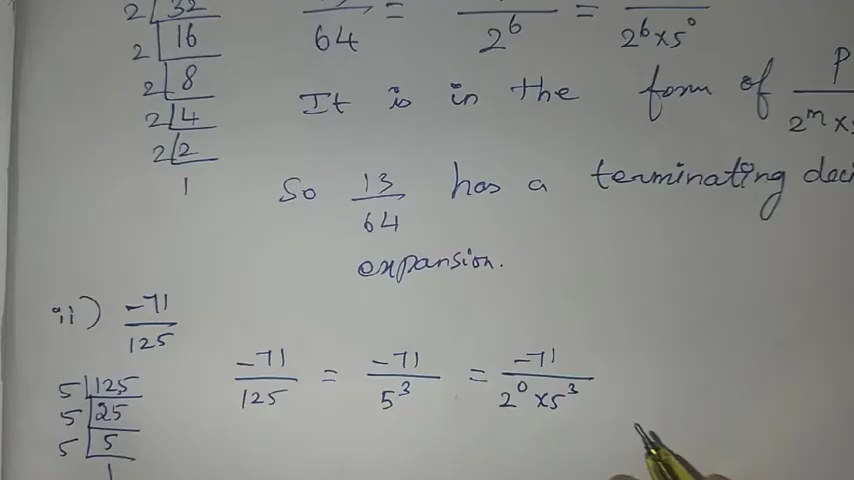 2 | 32
2 | 16
2 | 8
2 | 4
2 | 2
1
64 = 2^6 = 2^6 x 5^0
It is in the form of P / 2^m x
So 13/64 has a terminating deci
expansion.
ii) -71/125
-71/125 = -71/5^3 = -71/2^0 x 5^3
5 | 125
5 | 25
5 | 5
1